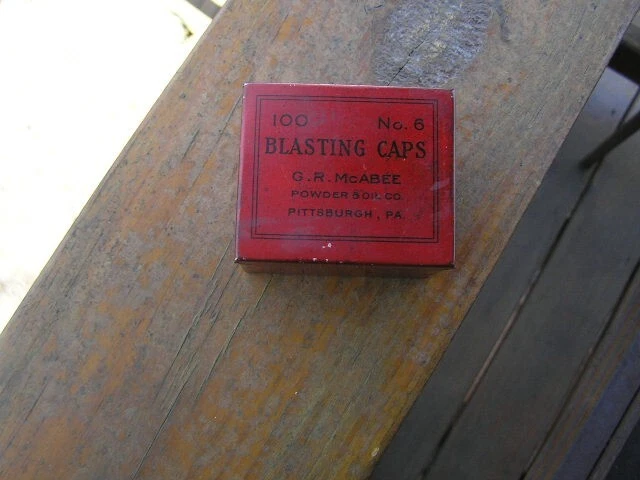 100 No. 6
BLASTING CAPS
G. R. McABEE
POWDER & OIL CO.
PITTSBURGH, PA.